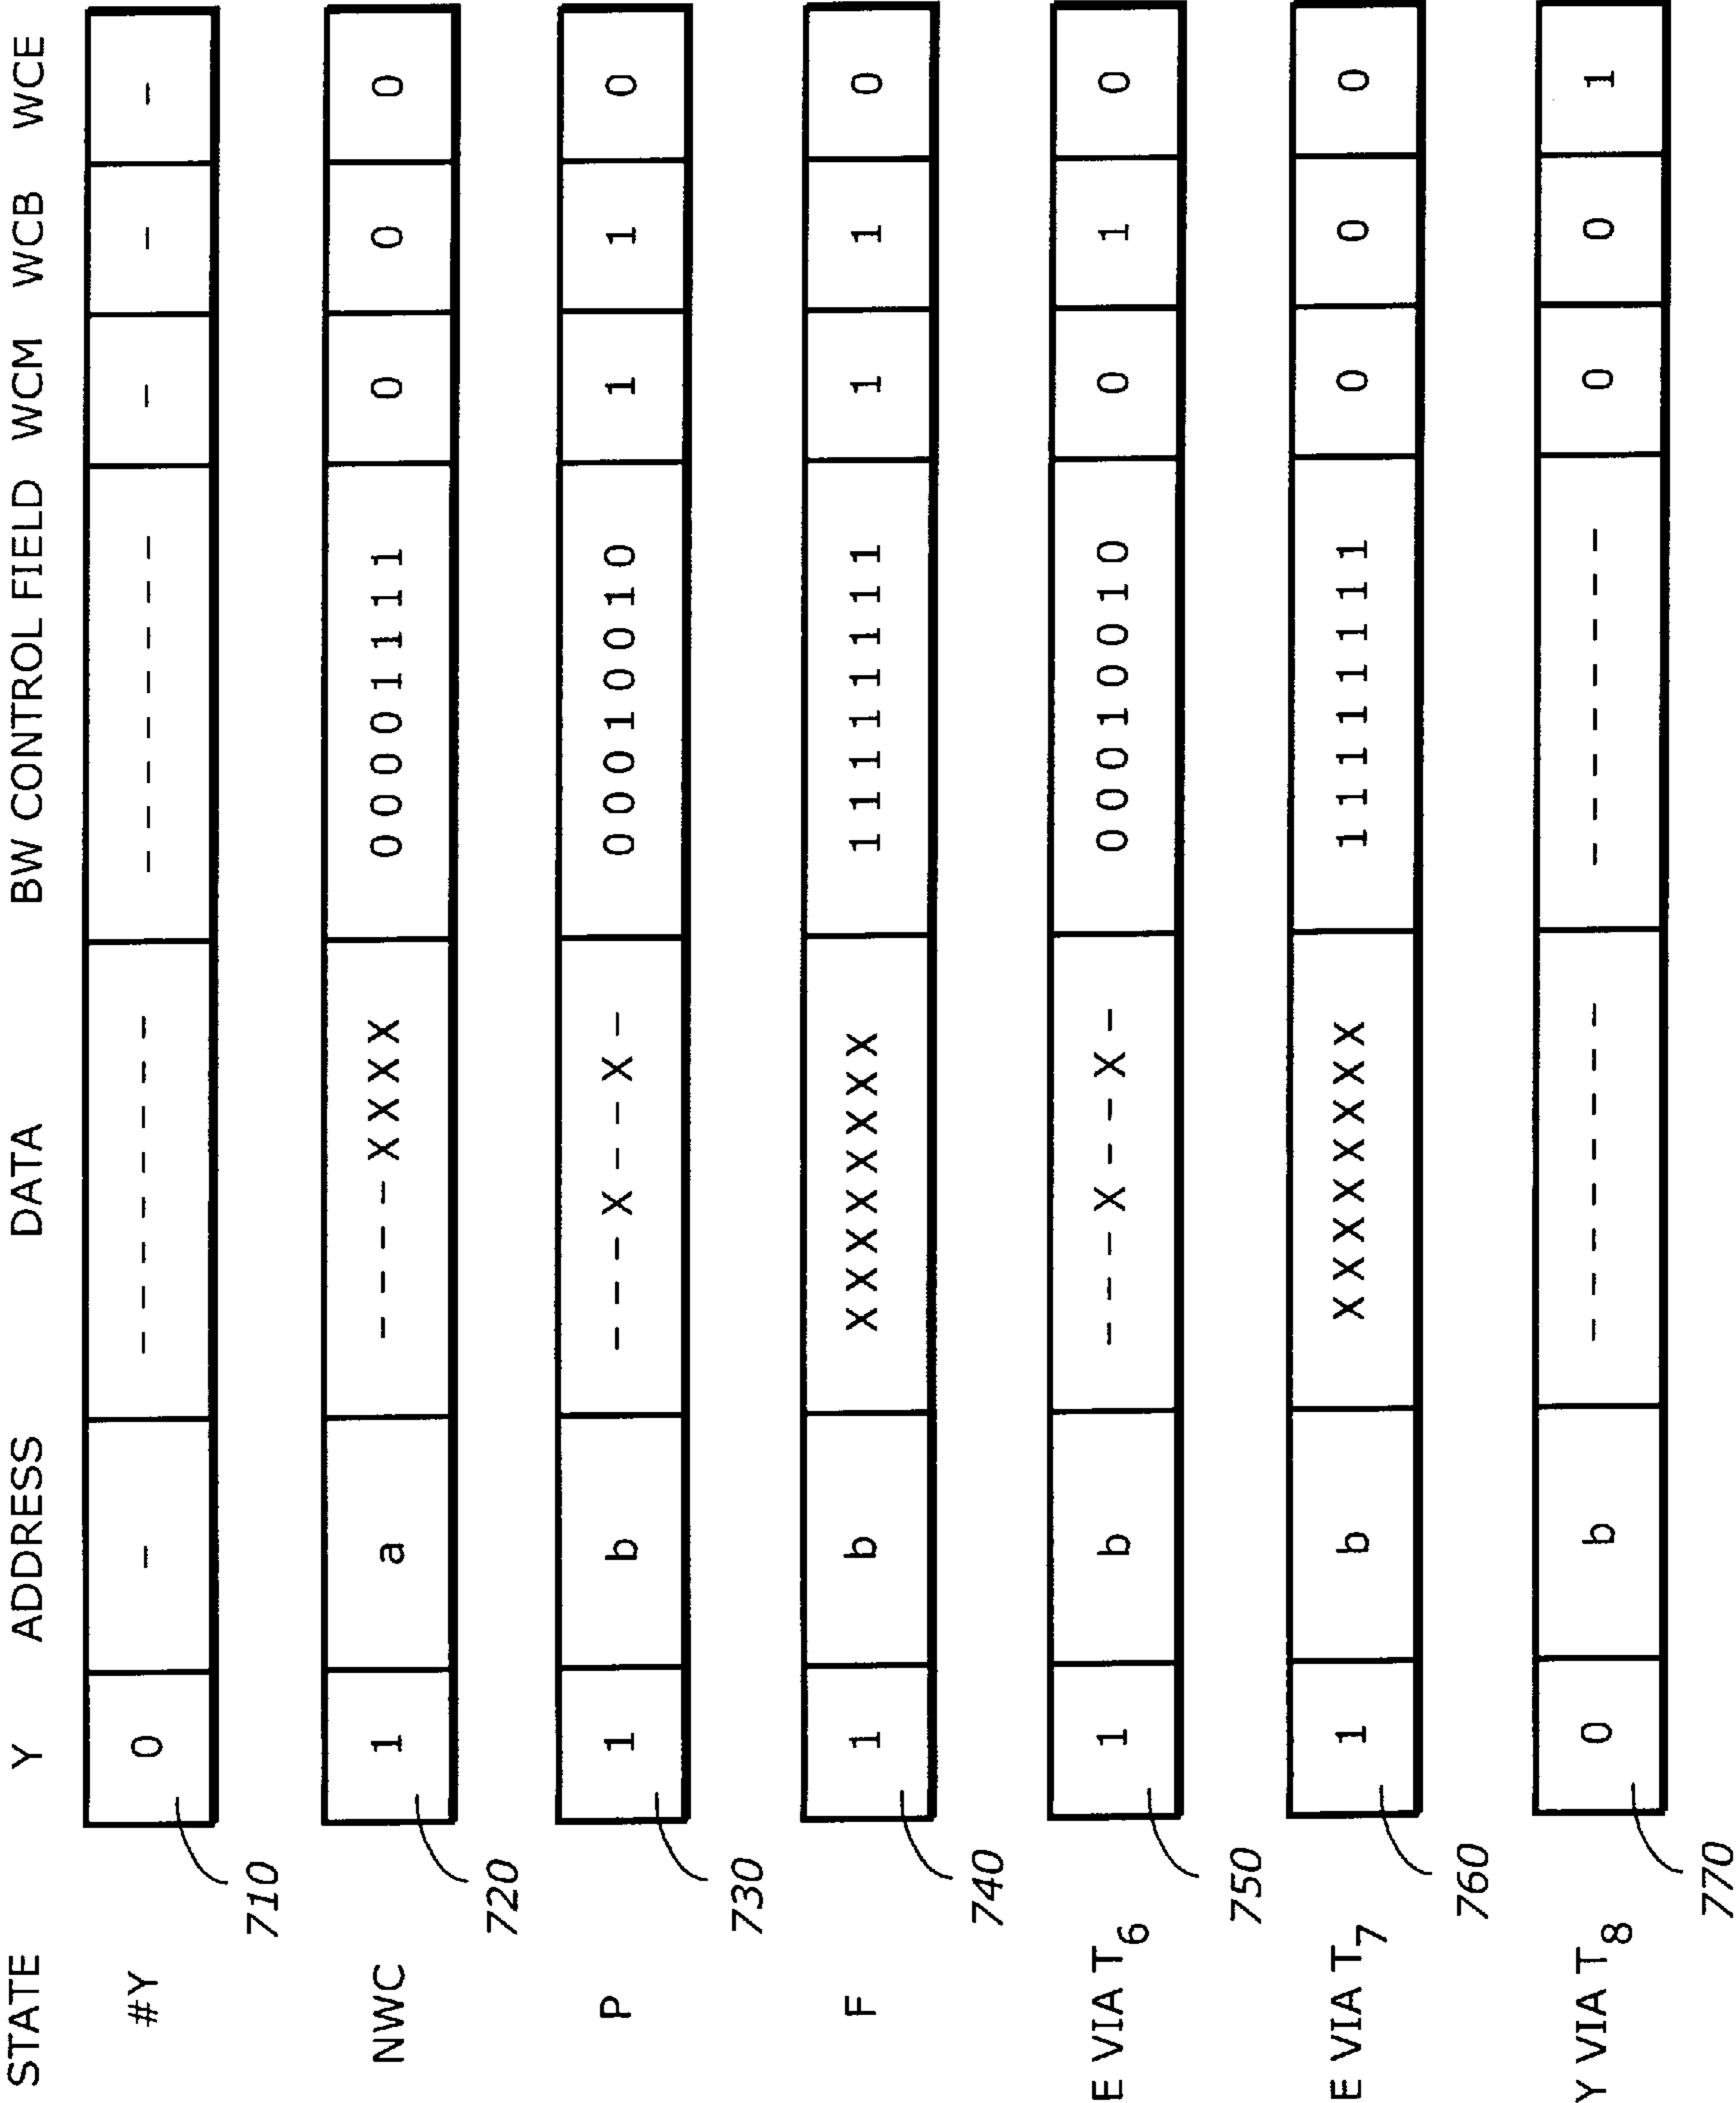 STATE Y ADDRESS DATA BW CONTROL FIELD WCM WCB WCE
#Y 0 – – – – – – – – – – – – – – – – – – – –
710
NWC 1 a – – – – X X X X 0 0 0 0 1 1 1 1 0 0 0
720
P 1 b – – – X – – X – 0 0 0 1 0 0 1 0 1 1 0
730
F 1 b X X X X X X X X 1 1 1 1 1 1 1 1 1 1 0
740
E VIA T6 1 b – – – X – – X – 0 0 0 1 0 0 1 0 0 1 0
750
E VIA T7 1 b X X X X X X X X 1 1 1 1 1 1 1 1 0 0 0
760
Y VIA T8 0 b – – – – – – – – – – – – – – – – 0 0 1
770